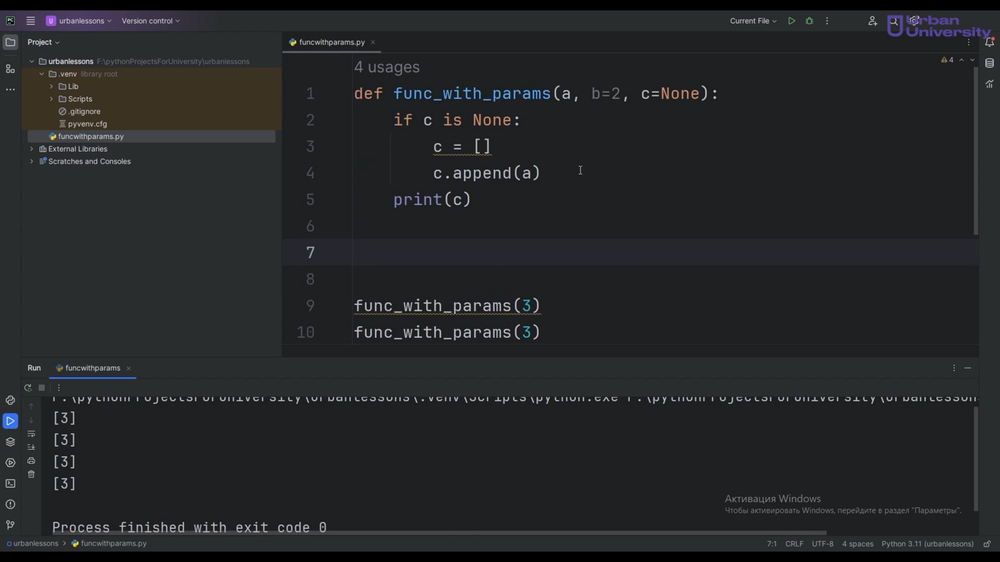 PC
U urbanlessons
Version control
Current File
Urban
University
Project
funcwithparams.py
urbanlessons F:\pythonProjectsForUniversity\urbanlessons
.venv library root
Lib
Scripts
.gitignore
pyvenv.cfg
funcwithparams.py
External Libraries
Scratches and Consoles
4
4 usages
1 def func_with_params(a, b=2, c=None):
2 if c is None:
3 c = []
4 c.append(a)
5 print(c)
6
7
8
9 func_with_params(3)
10 func_with_params(3)
Run funcwithparams
F:\pythonProjectsForUniversity\urbanlessons\.venv\Scripts\python.exe F:\pythonProjectsForUniversity\urbanlessons
[3]
[3]
[3]
[3]
Process finished with exit code 0
Активация Windows
Чтобы активировать Windows, перейдите в раздел "Параметры".
urbanlessons funcwithparams.py
7:1 CRLF UTF-8 4 spaces Python 3.11 (urbanlessons)